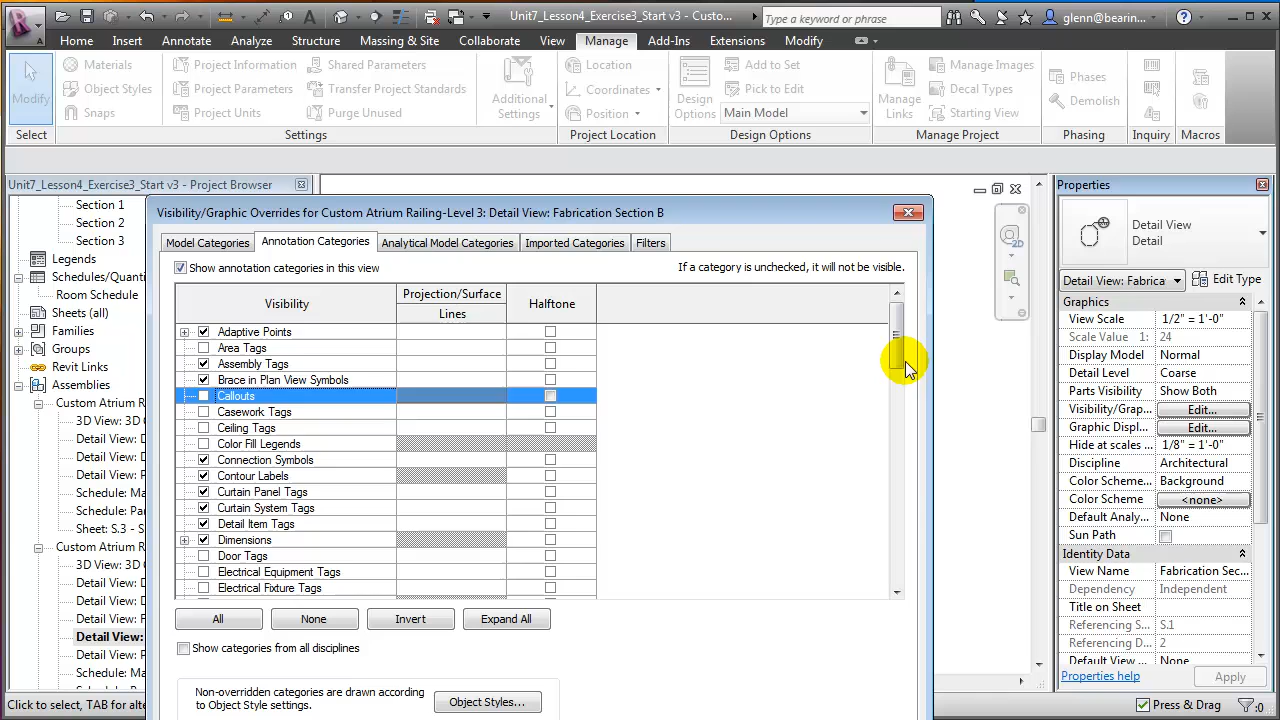 Unit7_Lesson4_Exercise3_Start v3 - Custo...
Type a keyword or phrase
glenn@bearin...
Home Insert Annotate Analyze Structure Massing & Site Collaborate View Manage Add-Ins Extensions Modify
Modify
Select
Materials
Object Styles
Snaps
Project Information
Project Parameters
Project Units
Shared Parameters
Transfer Project Standards
Purge Unused
Additional Settings
Settings
Location
Coordinates
Position
Project Location
Design Options
Add to Set
Pick to Edit
Main Model
Design Options
Manage Links
Manage Images
Decal Types
Starting View
Manage Project
Phases
Demolish
Phasing
Inquiry
Macros
Unit7_Lesson4_Exercise3_Start v3 - Project Browser
Section 1
Section 2
Section 3
Legends
Schedules/Quanti
Room Schedule
Sheets (all)
Families
Groups
Revit Links
Assemblies
Custom Atrium R
3D View: 3D C
Detail View: D
Detail View: D
Detail View: P
Schedule: Ma
Schedule: Pa
Sheet: S.3 - S
Custom Atrium R
3D View: 3D C
Detail View: D
Detail View: D
Detail View: F
Detail View:
Detail View: P
Schedule: Ma
Visibility/Graphic Overrides for Custom Atrium Railing-Level 3: Detail View: Fabrication Section B
Model Categories Annotation Categories Analytical Model Categories Imported Categories Filters
Show annotation categories in this view
If a category is unchecked, it will not be visible.
Visibility Projection/Surface Halftone
Lines
Adaptive Points
Area Tags
Assembly Tags
Brace in Plan View Symbols
Callouts
Casework Tags
Ceiling Tags
Color Fill Legends
Connection Symbols
Contour Labels
Curtain Panel Tags
Curtain System Tags
Detail Item Tags
Dimensions
Door Tags
Electrical Equipment Tags
Electrical Fixture Tags
All None Invert Expand All
Show categories from all disciplines
Non-overridden categories are drawn according
to Object Style settings.
Object Styles...
2D
Properties
Detail View
Detail
Detail View: Fabrica
Edit Type
Graphics
View Scale 1/2" = 1'-0"
Scale Value 1: 24
Display Model Normal
Detail Level Coarse
Parts Visibility Show Both
Visibility/Grap... Edit...
Graphic Displ... Edit...
Hide at scales ... 1/8" = 1'-0"
Discipline Architectural
Color Scheme... Background
Color Scheme <none>
Default Analy... None
Sun Path
Identity Data
View Name Fabrication Sec...
Dependency Independent
Title on Sheet
Referencing S... S.1
Referencing D... 2
Default View ... None
Properties help
Apply
Click to select, TAB for alte
Press & Drag
:0